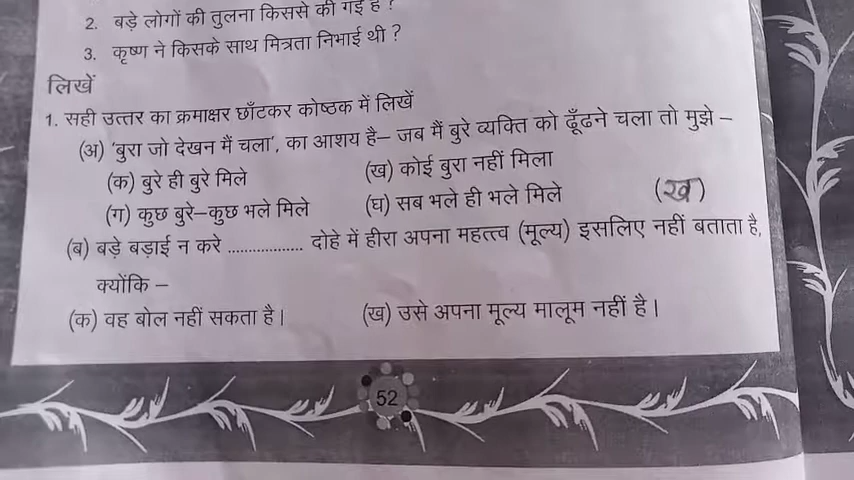 2. बड़े लोगों की तुलना किससे की गई है ?
3. कृष्ण ने किसके साथ मित्रता निभाई थी ?
लिखें
1. सही उत्तर का क्रमाक्षर छाँटकर कोष्ठक में लिखें
(अ) 'बुरा जो देखन मैं चला', का आशय है– जब मैं बुरे व्यक्ति को ढूँढने चला तो मुझे –
(क) बुरे ही बुरे मिले (ख) कोई बुरा नहीं मिला
(ग) कुछ बुरे–कुछ भले मिले (घ) सब भले ही भले मिले (ख)
(ब) बड़े बड़ाई न करे ................. दोहे में हीरा अपना महत्त्व (मूल्य) इसलिए नहीं बताता है,
क्योंकि –
(क) वह बोल नहीं सकता है। (ख) उसे अपना मूल्य मालूम नहीं है।
52